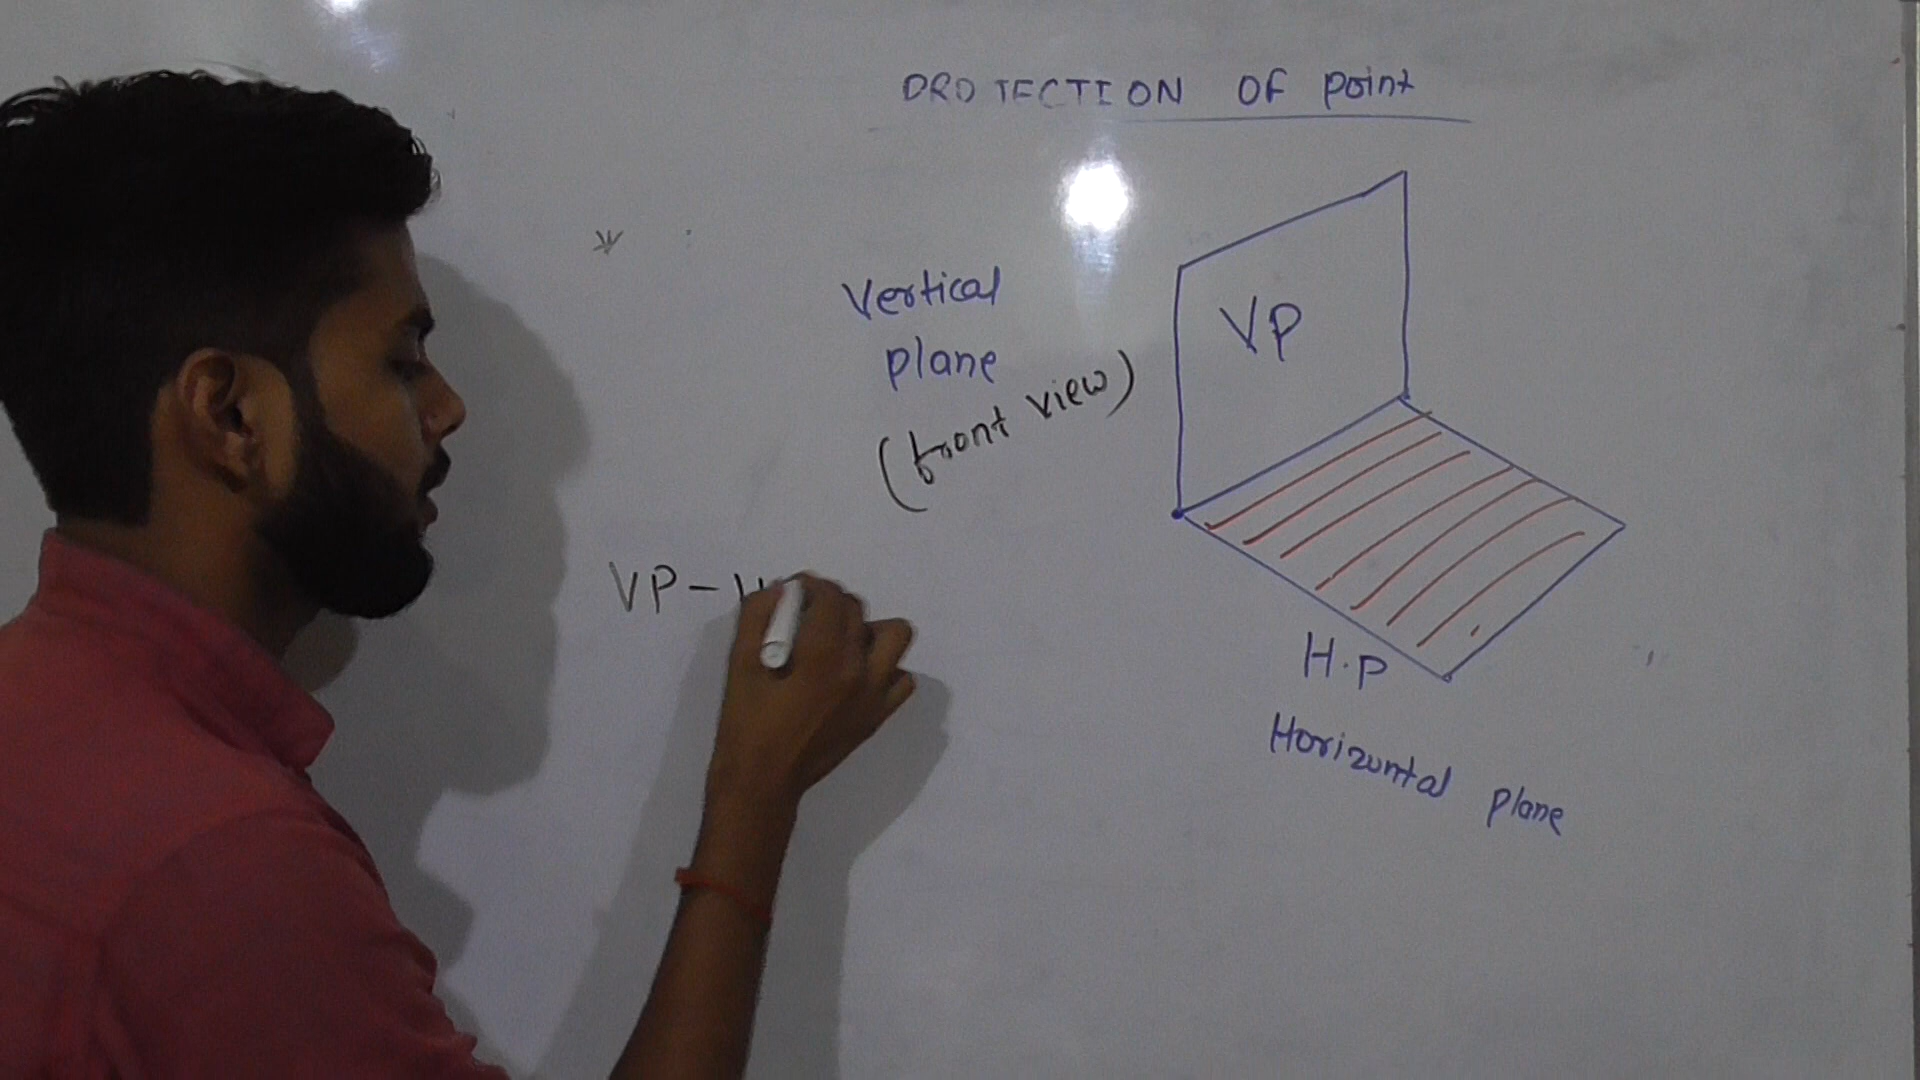 PROJECTION OF point
Vertical
plane
(front view)
VP
VP - H
H.P
Horizontal plane